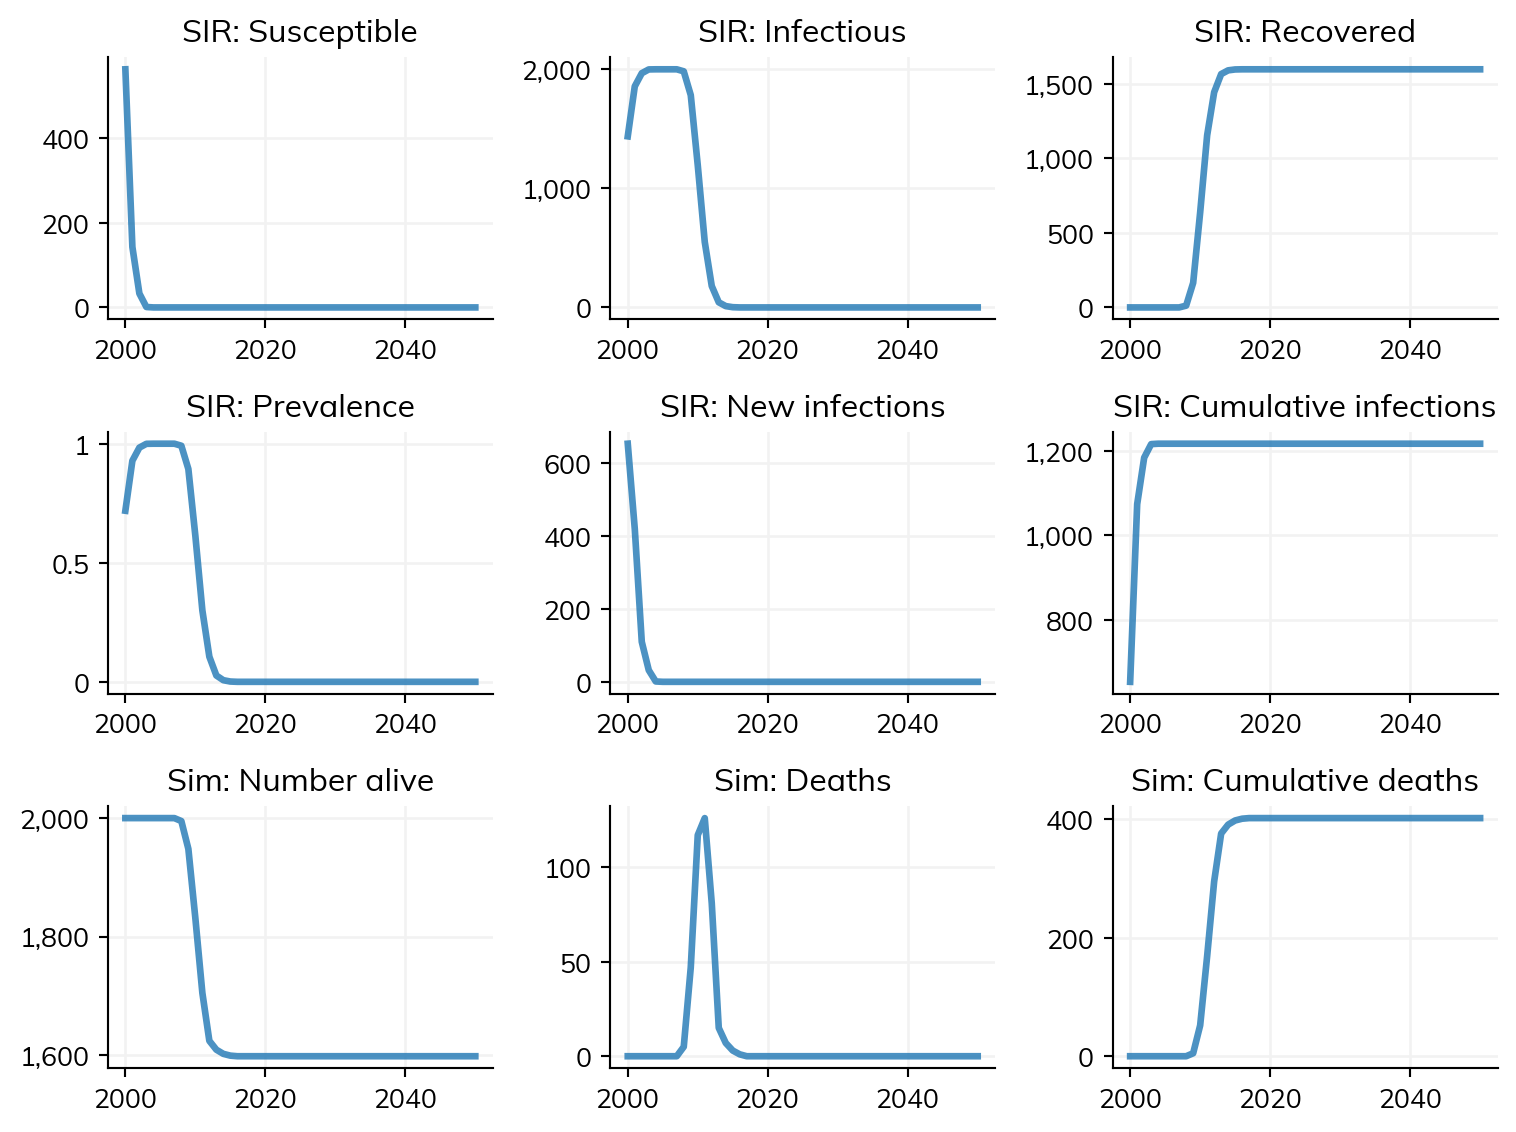 SIR: Susceptible
400
200
0
2000 2020 2040
SIR: Infectious
2,000
1,000
0
2000 2020 2040
SIR: Recovered
1,500
1,000
500
0
2000 2020 2040
SIR: Prevalence
1
0.5
0
2000 2020 2040
SIR: New infections
600
400
200
0
2000 2020 2040
SIR: Cumulative infections
1,200
1,000
800
2000 2020 2040
Sim: Number alive
2,000
1,800
1,600
2000 2020 2040
Sim: Deaths
100
50
0
2000 2020 2040
Sim: Cumulative deaths
400
200
0
2000 2020 2040